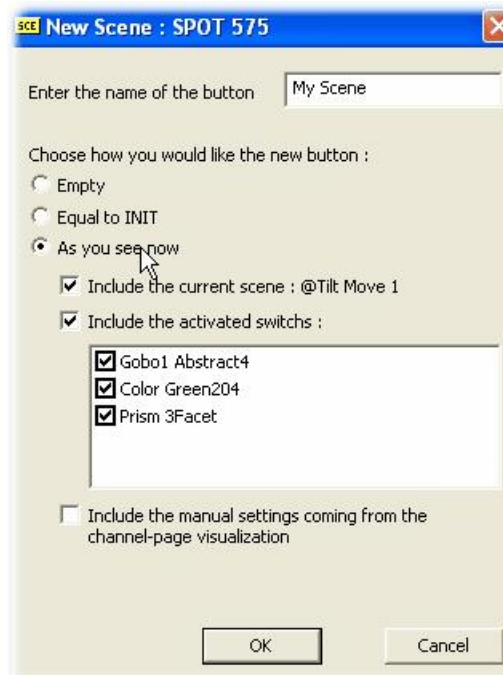 SCE New Scene : SPOT 575
Enter the name of the button My Scene
Choose how you would like the new button :
Empty
Equal to INIT
As you see now
Include the current scene : @Tilt Move 1
Include the activated switchs :
Gobo1 Abstract4
Color Green204
Prism 3Facet
Include the manual settings coming from the
channel-page visualization
OK Cancel